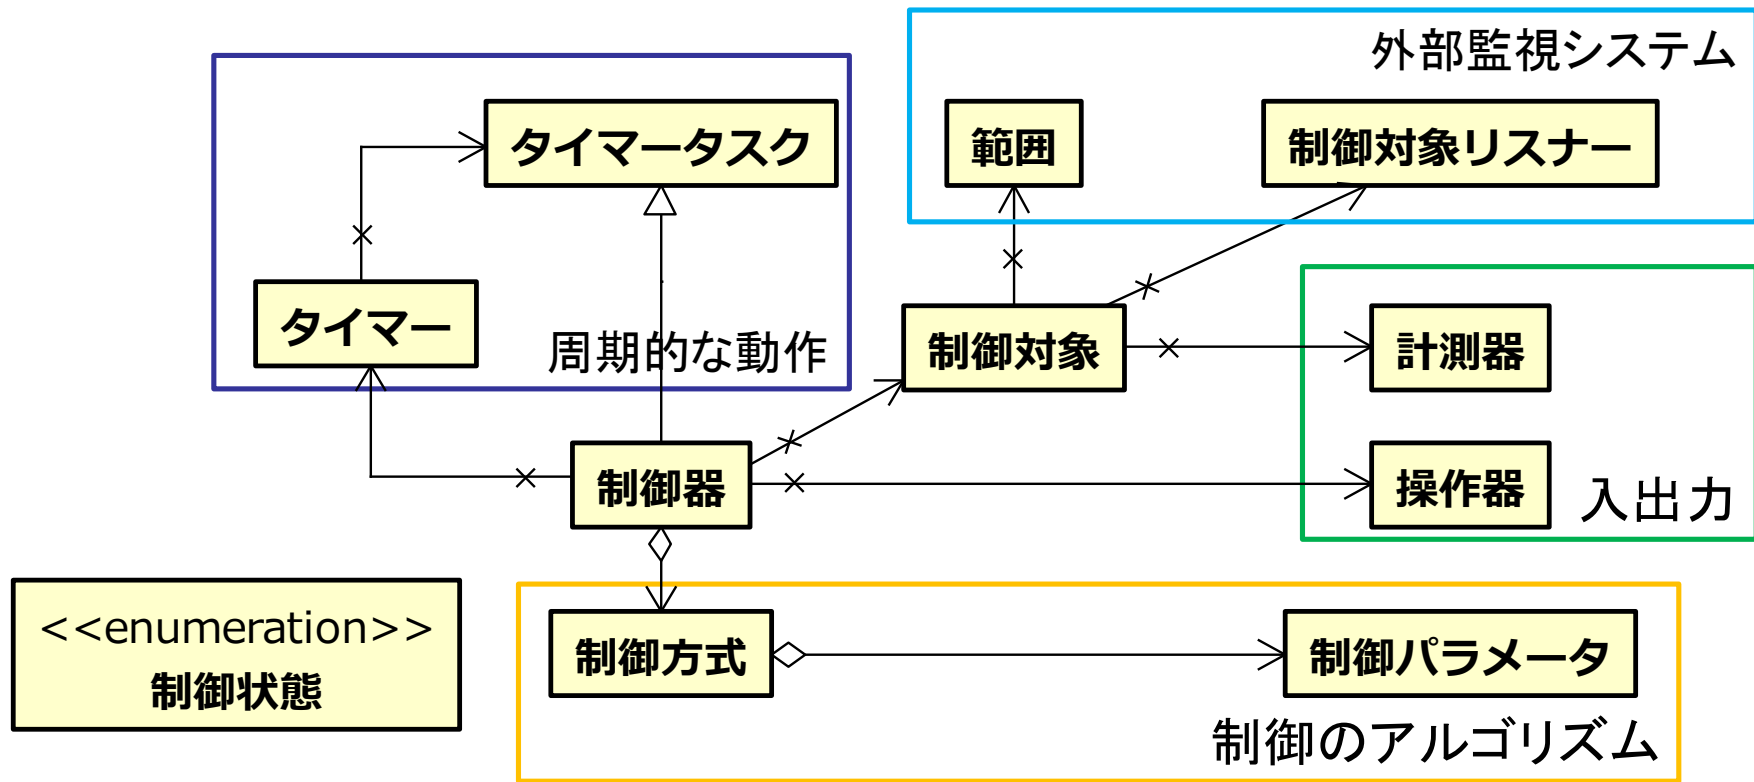 外部監視システム
タイマータスク
範囲
制御対象リスナー
タイマー
周期的な動作
制御対象
計測器
制御器
操作器
入出力
<<enumeration>>
制御状態
制御方式
制御パラメータ
制御のアルゴリズム